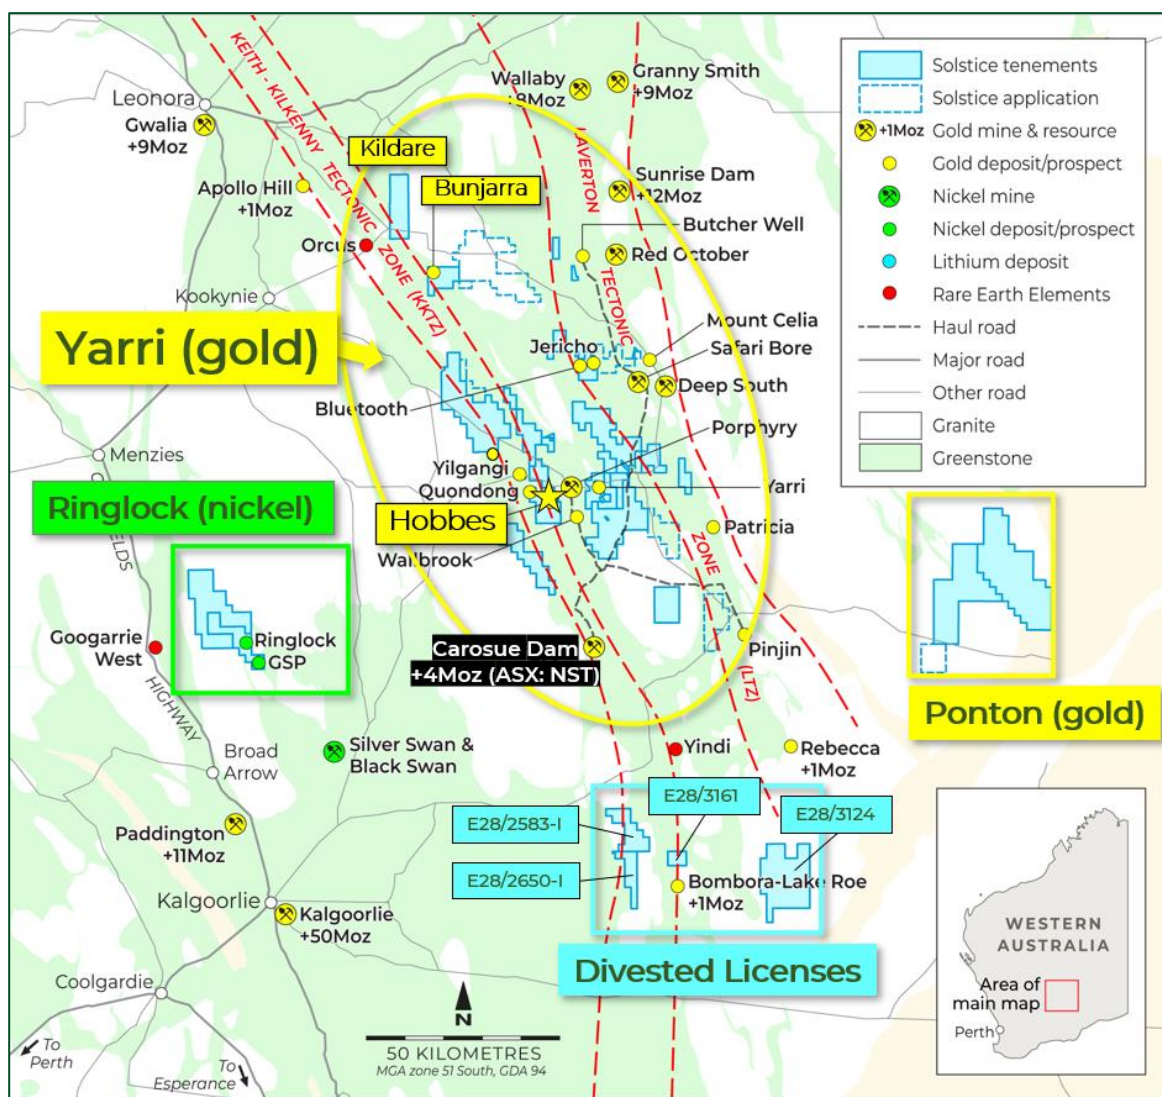 KEITH - KILKENNY TECTONIC ZONE (KKTZ)
LAVERTON TECTONIC ZONE (LTZ)
Leonora
Gwalia
+9Moz
Wallaby
+8Moz
Granny Smith
+9Moz
Kildare
Bunjarra
Apollo Hill
+1Moz
Sunrise Dam
+12Moz
Orcus
Butcher Well
Red October
Kookynie
Yarri (gold)
Mount Celia
Jericho
Safari Bore
Deep South
Bluetooth
Porphyry
Menzies
Yilgangi
Quondong
Yarri
Ringlock (nickel)
Hobbes
Patricia
Wallbrook
Ringlock
GSP
Googarrie
West
Carosue Dam
+4Moz (ASX: NST)
Pinjin
Ponton (gold)
HIGHWAY
Silver Swan &
Black Swan
Broad
Arrow
Yindi
Rebecca
+1Moz
E28/3161
E28/2583-I
E28/3124
Paddington
+11Moz
E28/2650-I
Bombora-Lake Roe
+1Moz
Kalgoorlie
Kalgoorlie
+50Moz
Divested Licenses
Coolgardie
N
50 KILOMETRES
MGA zone 51 South, GDA 94
To
Perth
To
Esperance
Solstice tenements
Solstice application
+1Moz
Gold mine & resource
Gold deposit/prospect
Nickel mine
Nickel deposit/prospect
Lithium deposit
Rare Earth Elements
Haul road
Major road
Other road
Granite
Greenstone
WESTERN
AUSTRALIA
Area of
main map
Perth